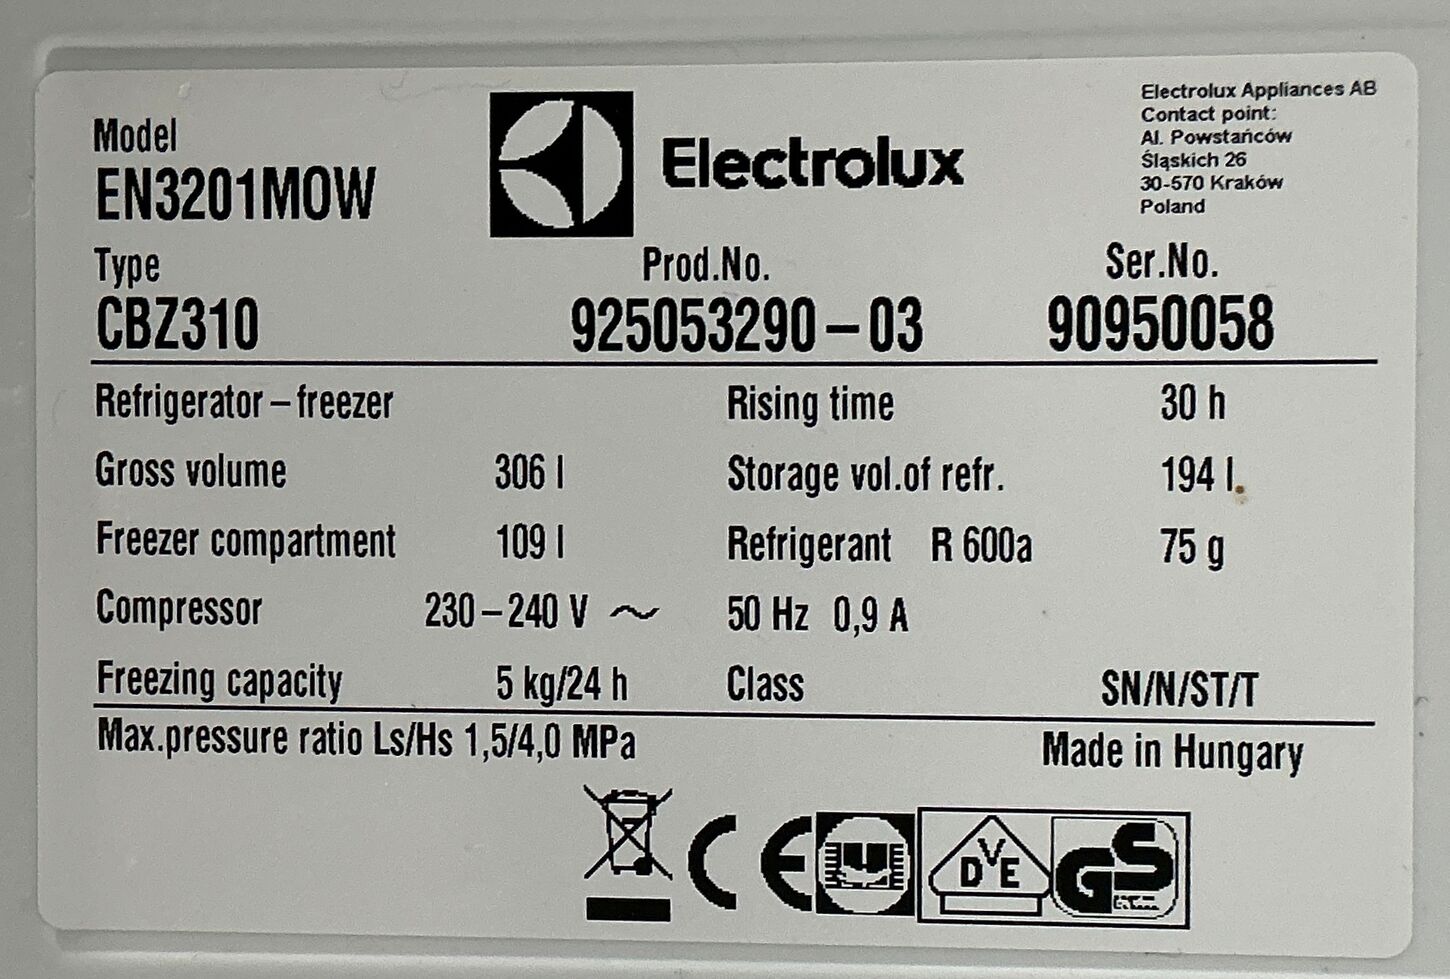 Model
EN3201MOW
Electrolux
Electrolux Appliances AB
Contact point:
Al. Powstańców
Śląskich 26
30-570 Kraków
Poland
Type
CBZ310
Prod.No.
925053290 – 03
Ser.No.
90950058
Refrigerator – freezer
Rising time 30 h
Gross volume 306 l
Storage vol.of refr. 194 l
Freezer compartment 109 l
Refrigerant R 600a 75 g
Compressor 230 – 240 V ~ 50 Hz 0,9 A
Freezing capacity 5 kg/24 h
Class SN/N/ST/T
Max.pressure ratio Ls/Hs 1,5/4,0 MPa
Made in Hungary
CE
DVE
GS